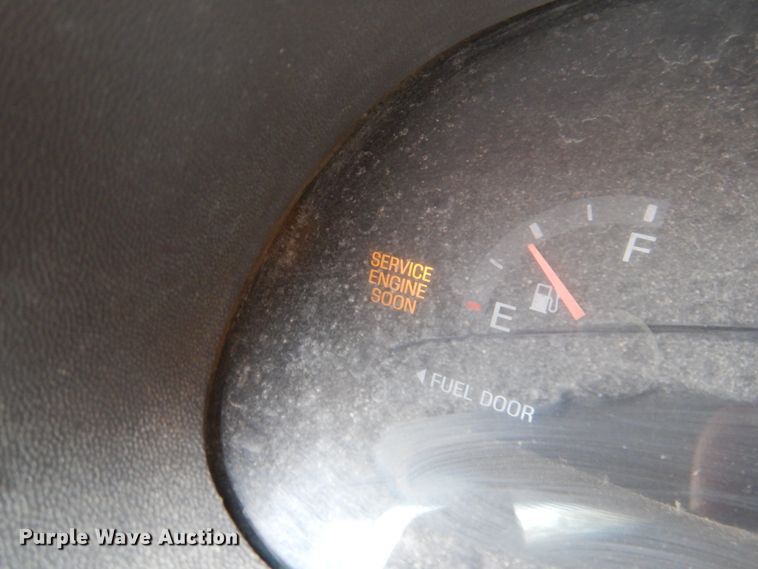 F
SERVICE
ENGINE
SOON
E
FUEL DOOR
Purple Wave Auction